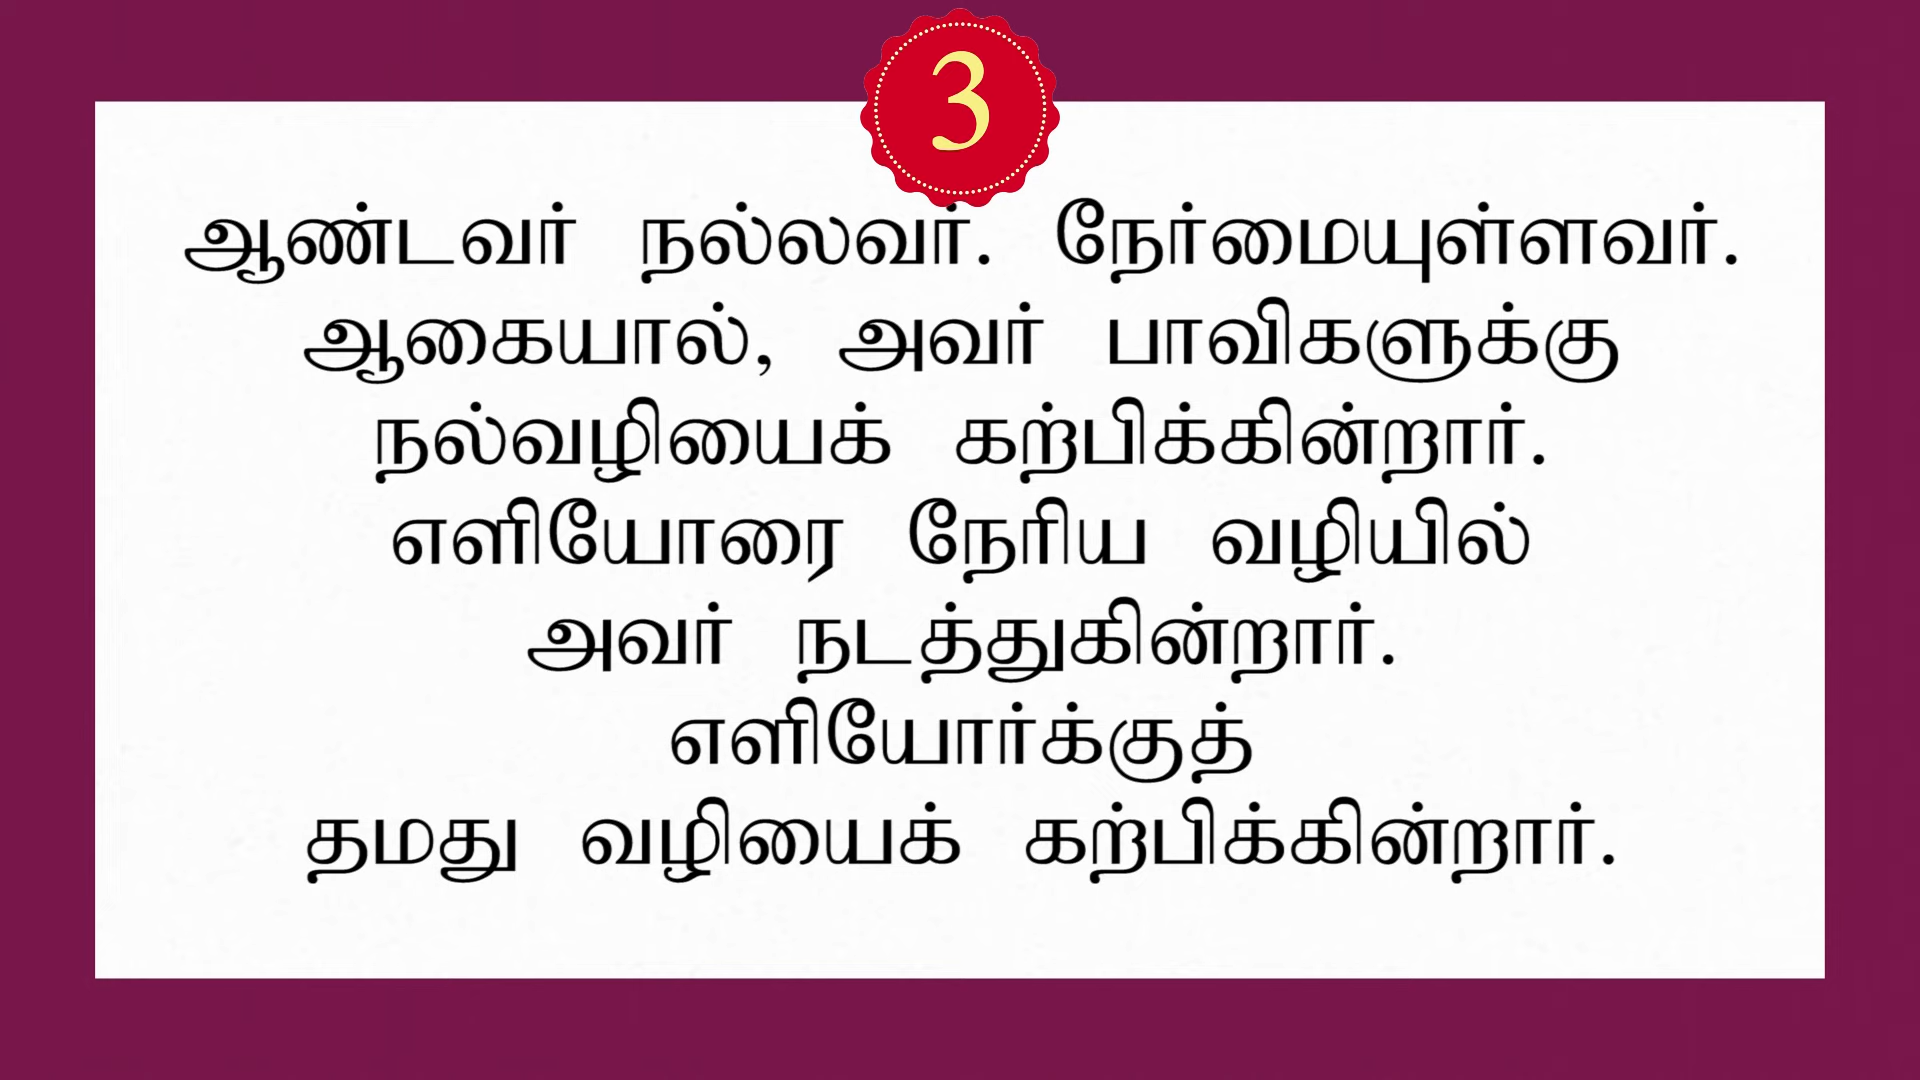 3
ஆண்டவர் நல்லவர். நேர்மையுள்ளவர்.
ஆகையால், அவர் பாவிகளுக்கு
நல்வழியைக் கற்பிக்கின்றார்.
எளியோரை நேரிய வழியில்
அவர் நடத்துகின்றார்.
எளியோர்க்குத்
தமது வழியைக் கற்பிக்கின்றார்.